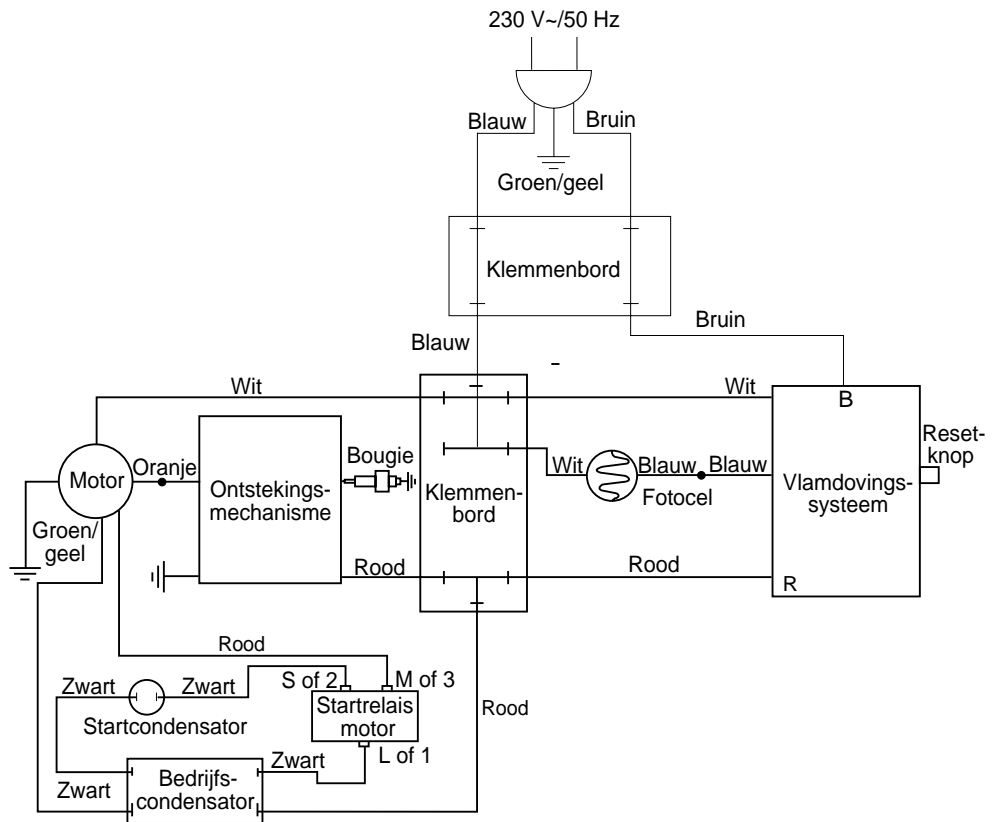 230 V~/50 Hz
Blauw
Bruin
Groen/geel
Klemmenbord
Bruin
Blauw
Wit
Wit
B
Reset-
knop
Motor
Oranje
Ontstekings-
mechanisme
Bougie
Klemmen-
bord
Wit
Blauw
Blauw
Fotocel
Vlamdovings-
systeem
Groen/
geel
Rood
Rood
R
Rood
Zwart
Zwart
S of 2
M of 3
Startcondensator
Startrelais
motor
Rood
L of 1
Zwart
Zwart
Bedrijfs-
condensator